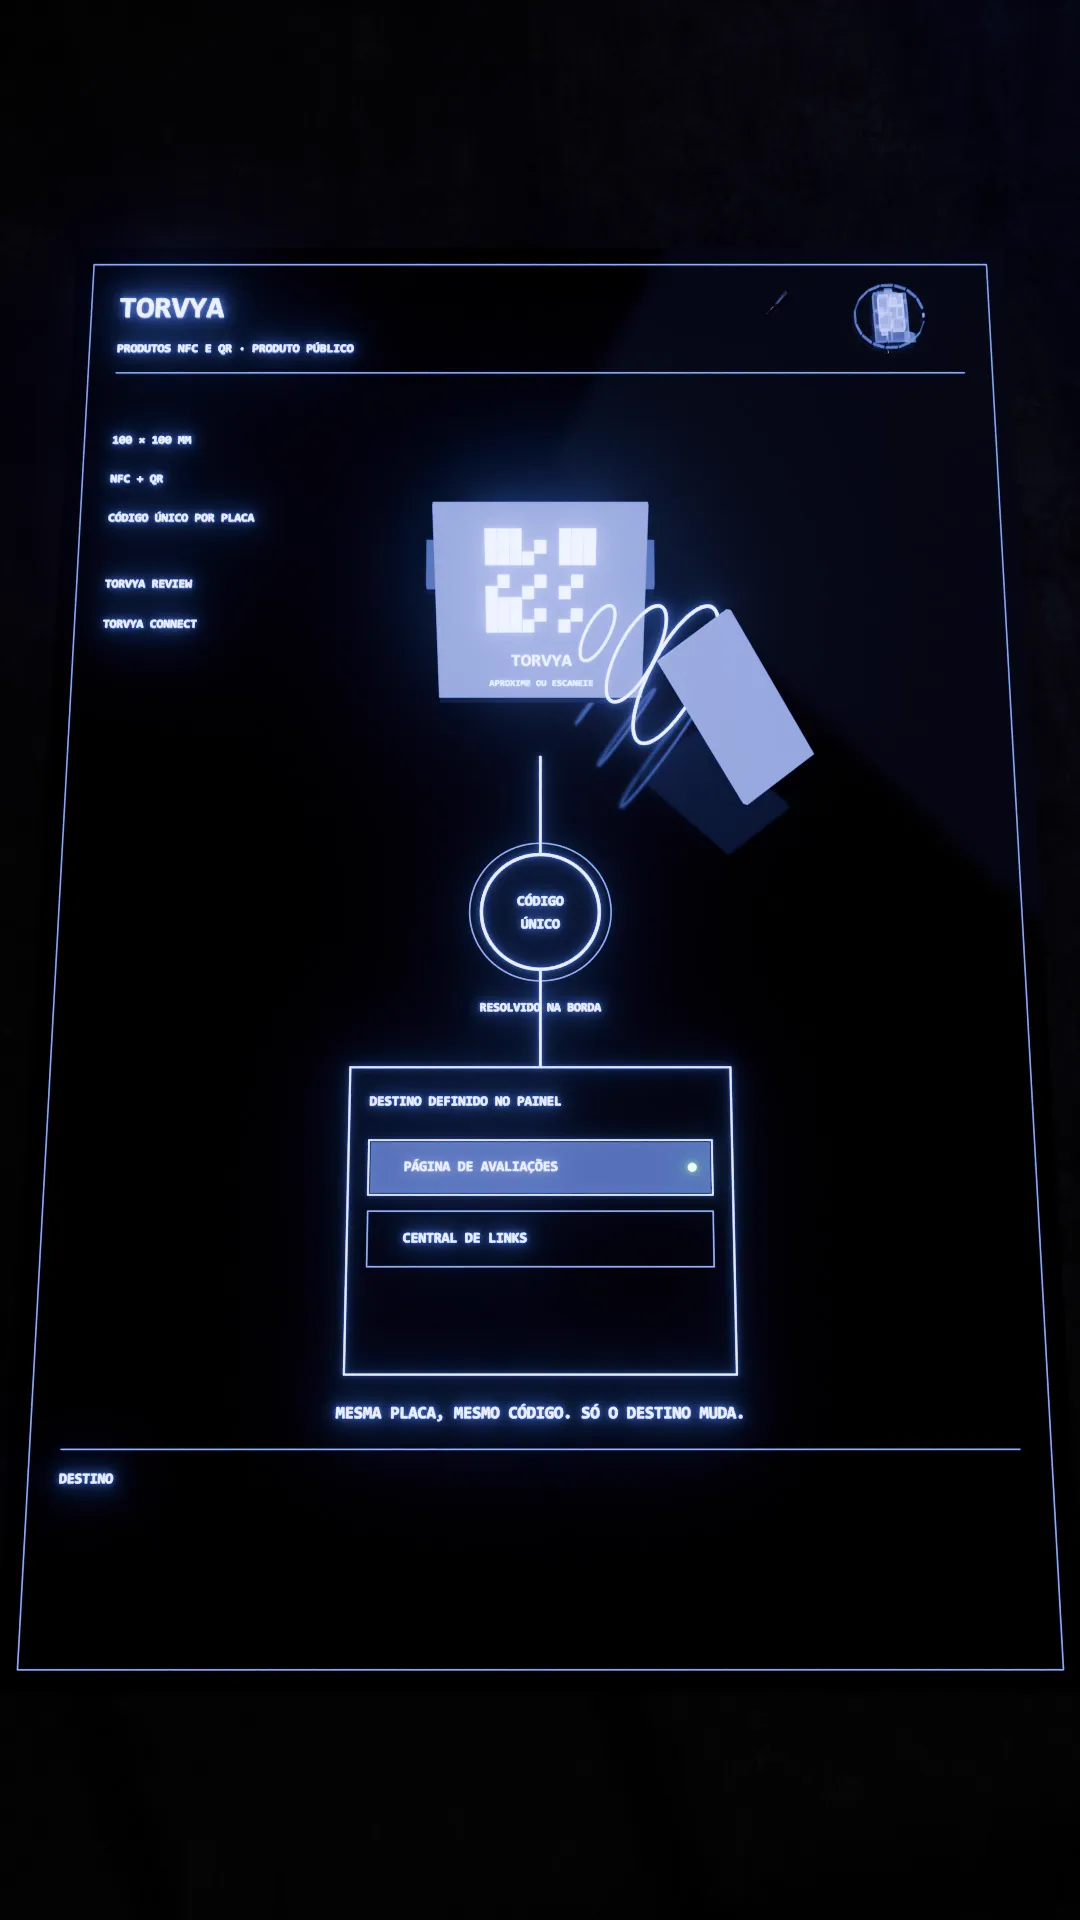 TORVYA
PRODUTOS NFC E QR · PRODUTO PÚBLICO
100 × 100 MM
NFC + QR
CÓDIGO ÚNICO POR PLACA
TORVYA REVIEW
TORVYA CONNECT
TORVYA
APROXIME OU ESCANEIE
CÓDIGO
ÚNICO
RESOLVIDO NA BORDA
DESTINO DEFINIDO NO PAINEL
PÁGINA DE AVALIAÇÕES
CENTRAL DE LINKS
MESMA PLACA, MESMO CÓDIGO. SÓ O DESTINO MUDA.
DESTINO